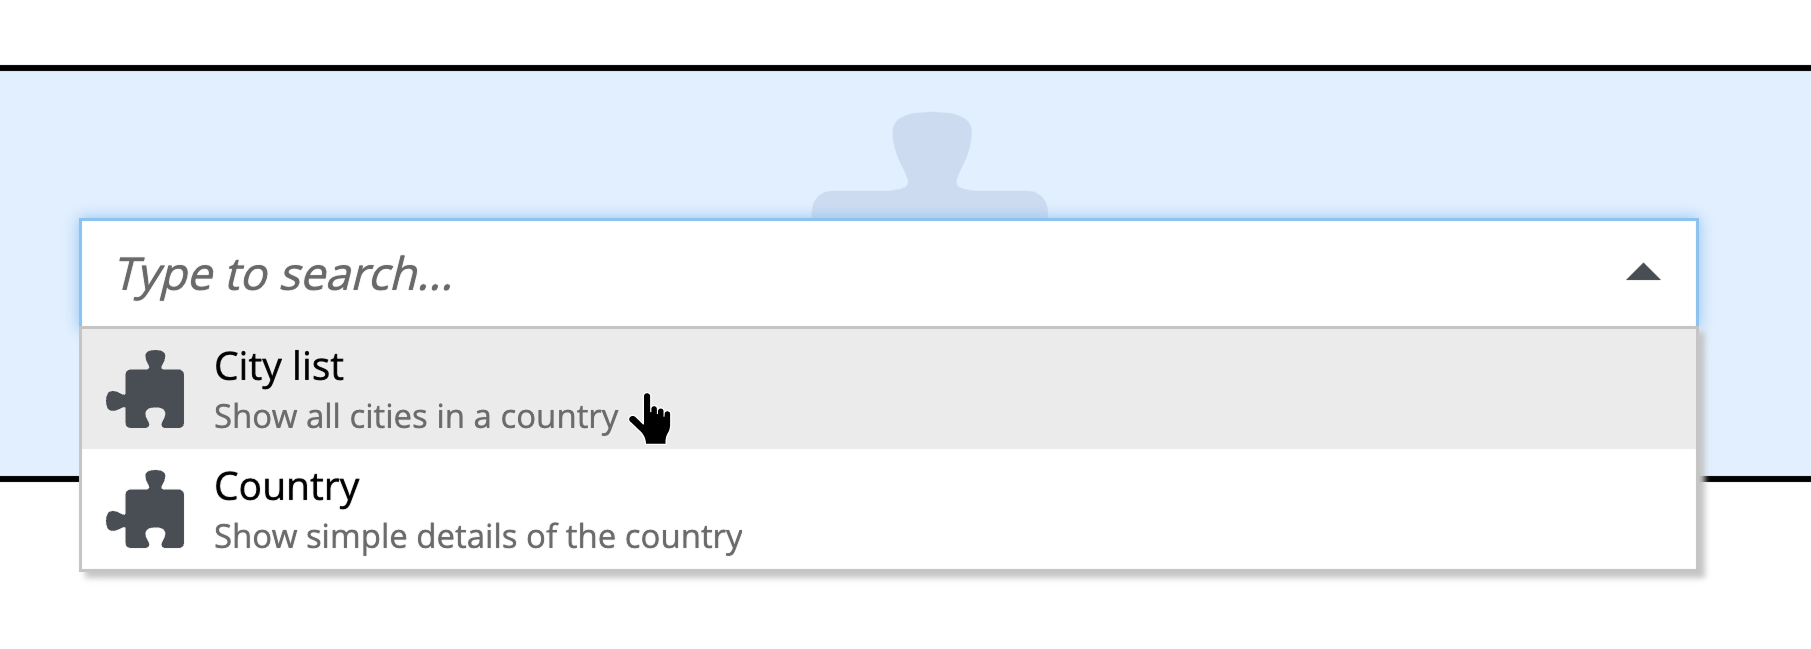 Type to search...
City list
Show all cities in a country
Country
Show simple details of the country